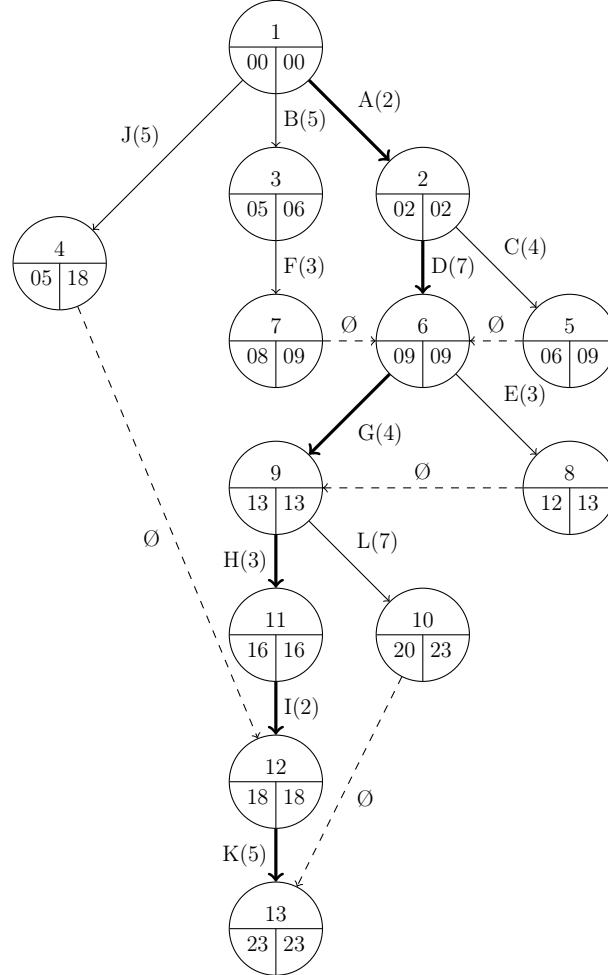 1
00 00
A(2)
B(5)
J(5)
3
05 06
2
02 02
4
05 18
C(4)
F(3)
D(7)
7
08 09
Ø
6
09 09
Ø
5
06 09
E(3)
G(4)
9
13 13
Ø
8
12 13
Ø
H(3)
L(7)
11
16 16
10
20 23
I(2)
12
18 18
Ø
K(5)
13
23 23